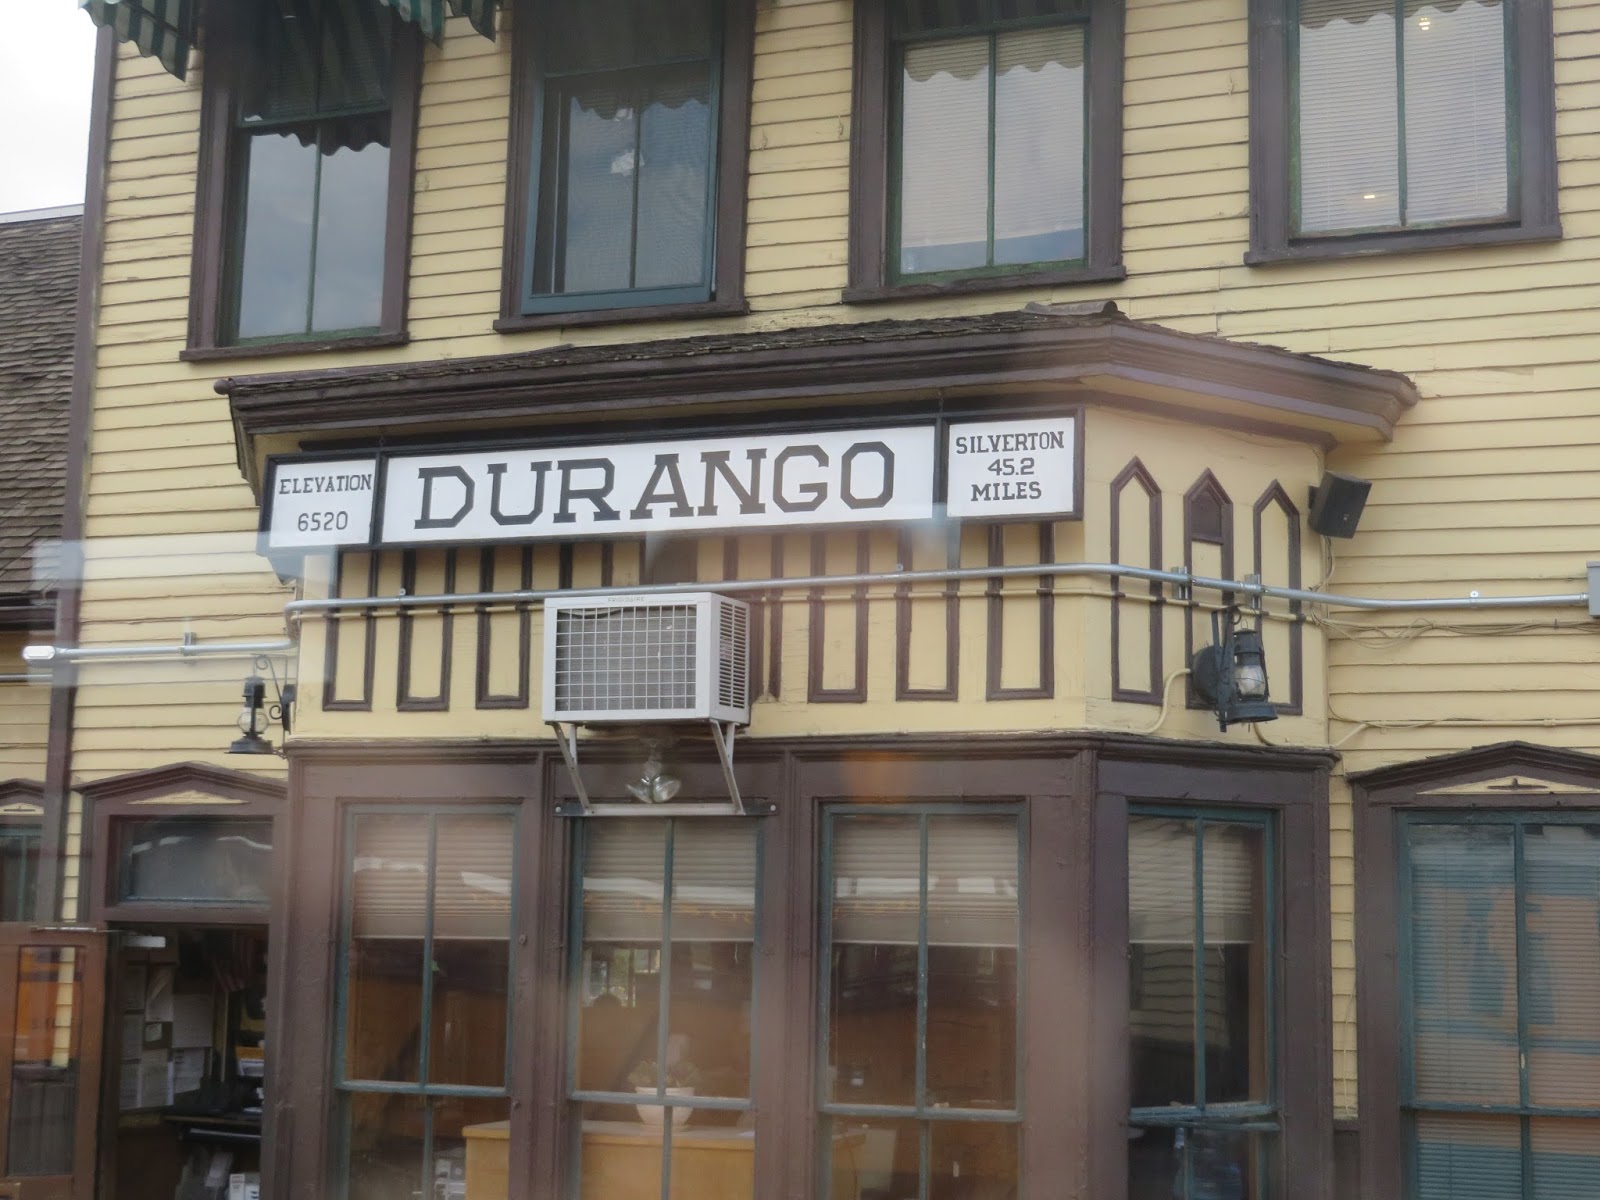 ELEVATION
6520
DURANGO
SILVERTON
45.2
MILES